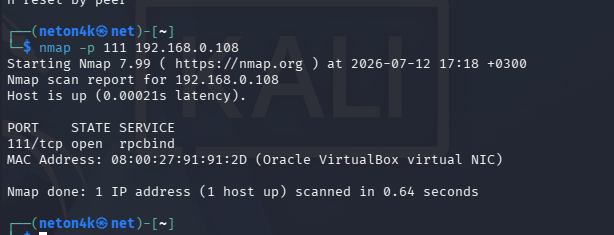 n reset by peer
┌──(neton4k㉿net)-[~]
└─$ nmap -p 111 192.168.0.108
Starting Nmap 7.99 ( https://nmap.org ) at 2026-07-12 17:18 +0300
Nmap scan report for 192.168.0.108
Host is up (0.00021s latency).
PORT    STATE SERVICE
111/tcp open  rpcbind
MAC Address: 08:00:27:91:91:2D (Oracle VirtualBox virtual NIC)
Nmap done: 1 IP address (1 host up) scanned in 0.64 seconds
┌──(neton4k㉿net)-[~]
└─$
KALI